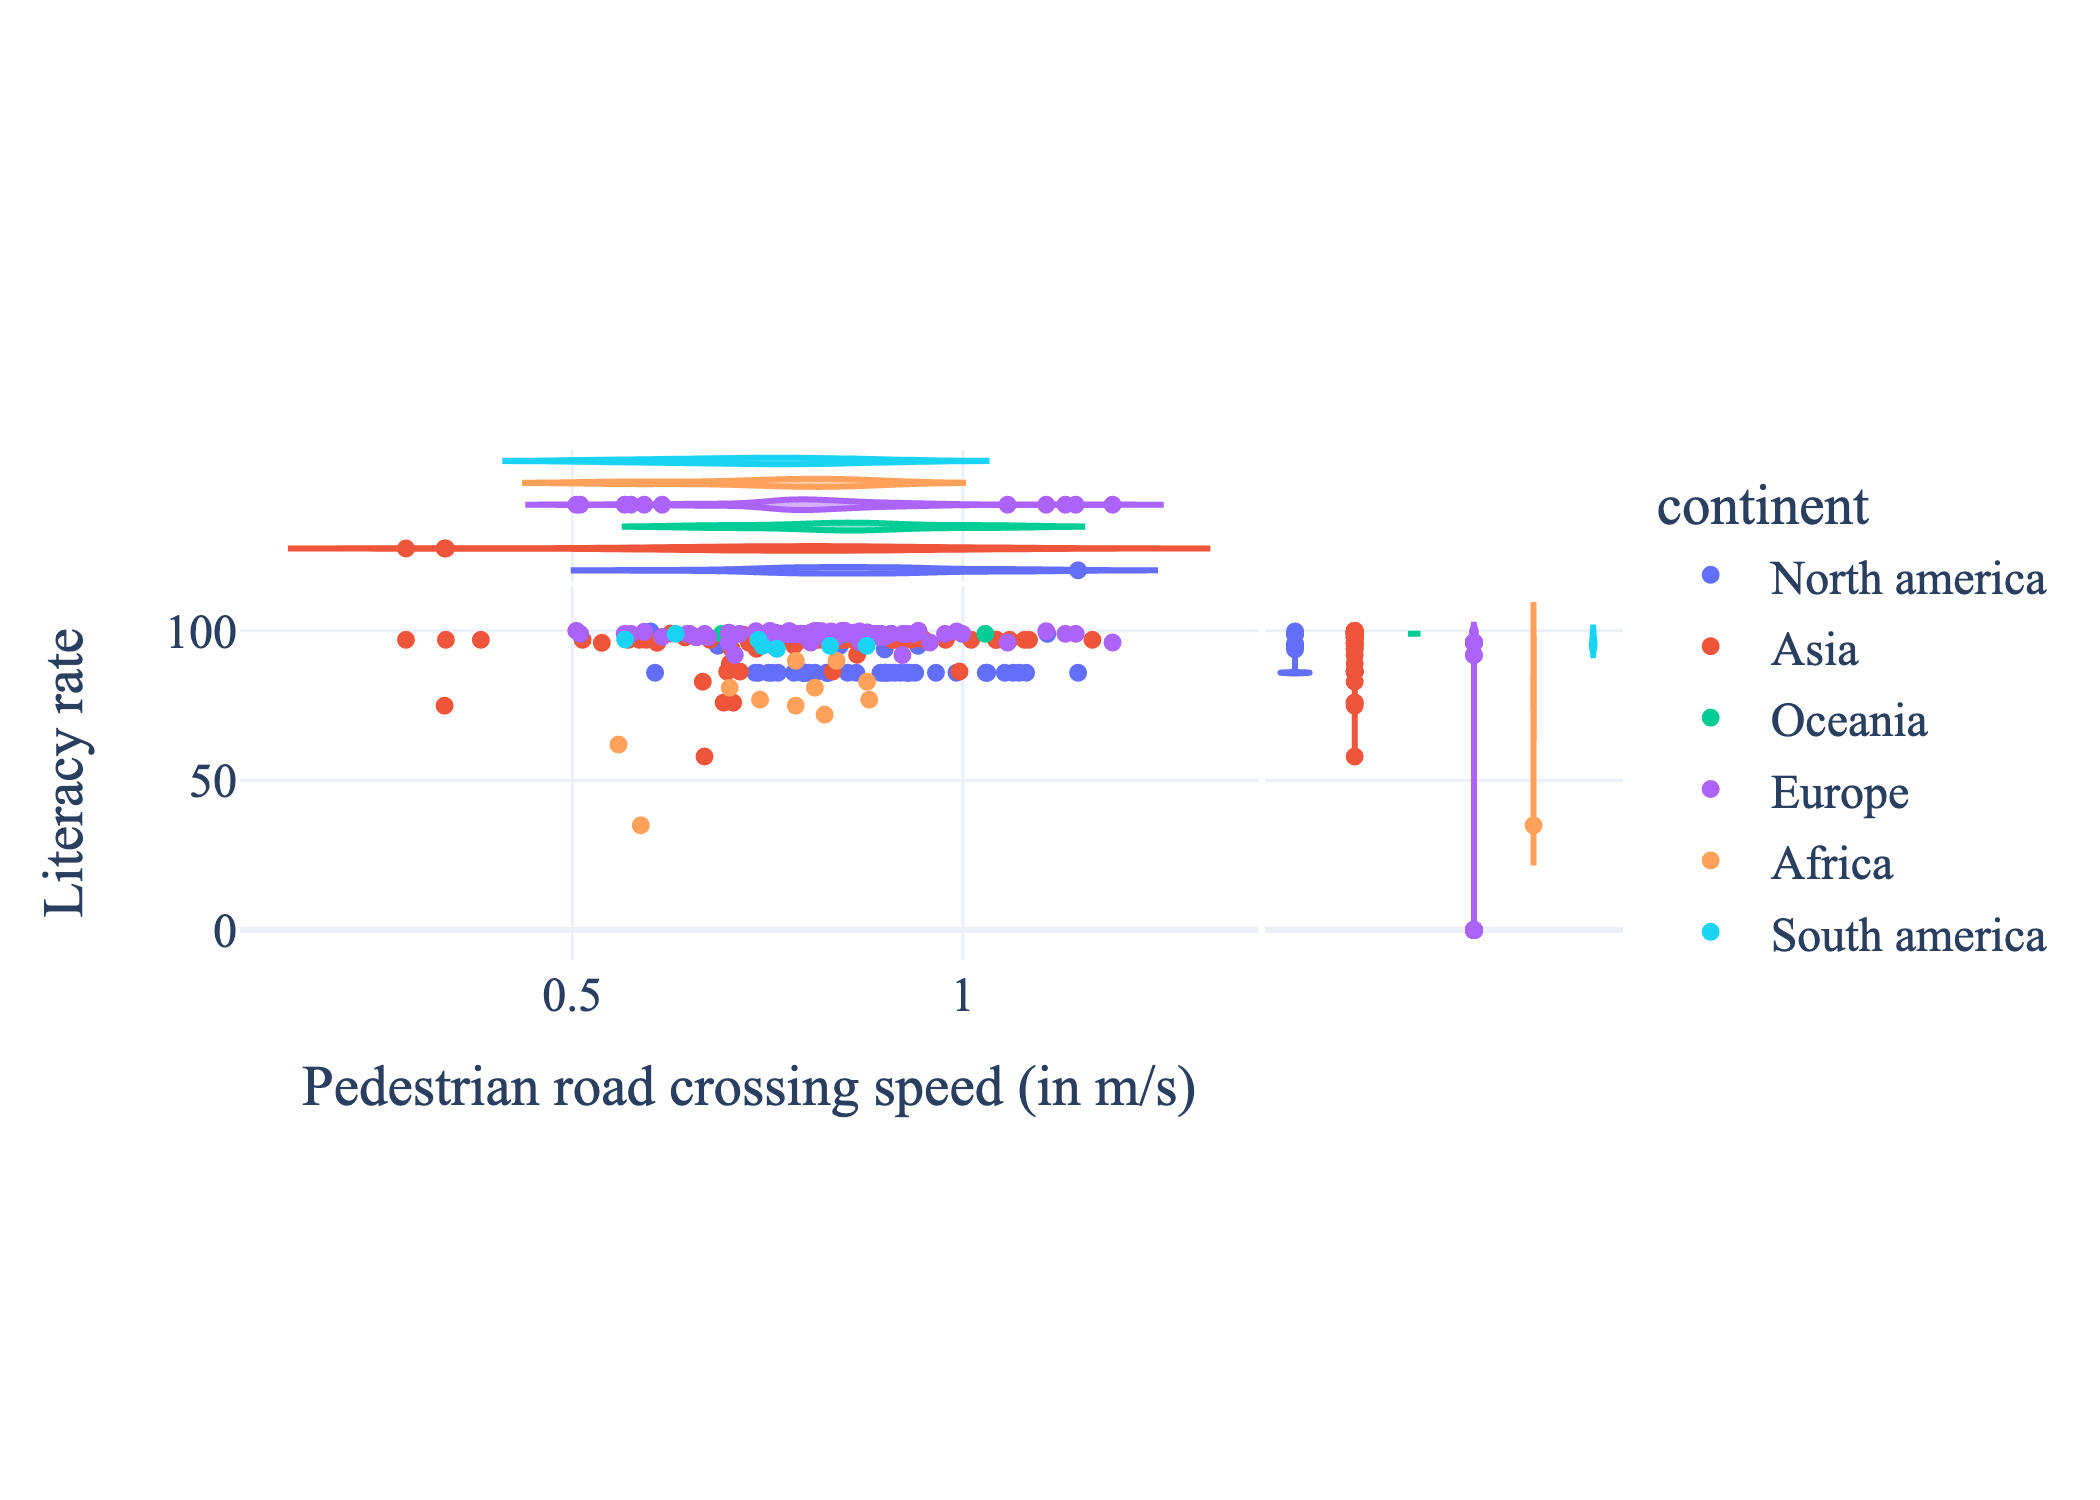 continent
North america
Asia
Oceania
Europe
Africa
South america
Literacy rate
100
50
0
0.5
1
Pedestrian road crossing speed (in m/s)